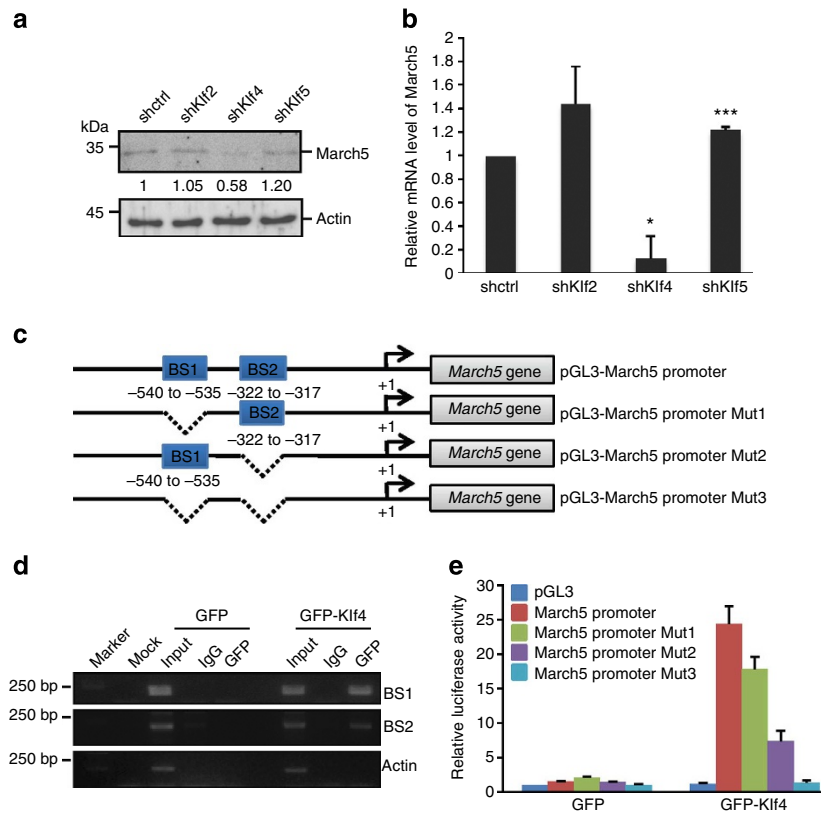 a
shctrl shKlf2 shKlf4 shKlf5
kDa
35
March5
1 1.05 0.58 1.20
45
Actin
b
Relative mRNA level of March5
2
1.8
1.6
1.4
1.2
1
0.8
0.6
0.4
0.2
0
*
***
shctrl shKlf2 shKlf4 shKlf5
c
BS1 BS2 +1 March5 gene pGL3-March5 promoter
–540 to –535 –322 to –317
BS2 +1 March5 gene pGL3-March5 promoter Mut1
–322 to –317
BS1 +1 March5 gene pGL3-March5 promoter Mut2
–540 to –535
+1 March5 gene pGL3-March5 promoter Mut3
d
GFP GFP-Klf4
Marker Mock Input IgG GFP Input IgG GFP
250 bp BS1
250 bp BS2
250 bp Actin
e
Relative luciferase activity
30
25
20
15
10
5
0
pGL3
March5 promoter
March5 promoter Mut1
March5 promoter Mut2
March5 promoter Mut3
GFP GFP-Klf4